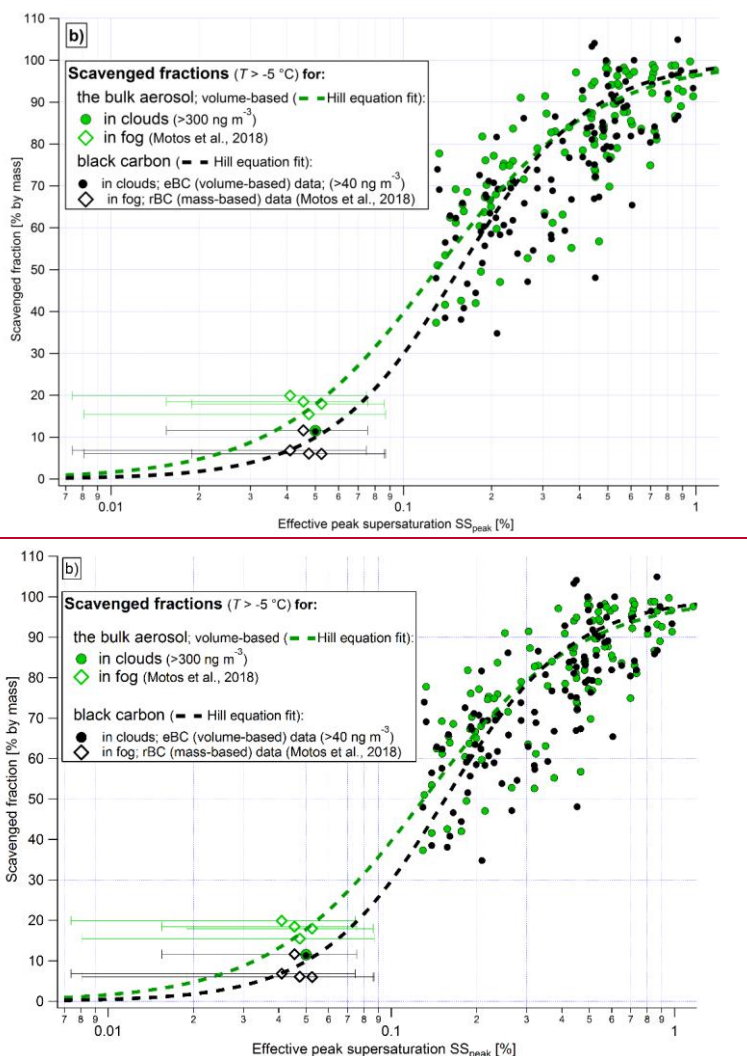 110
b)
100
Scavenged fractions (T > -5 °C) for:
90
the bulk aerosol; volume-based (Hill equation fit):
in clouds (>300 ng m⁻³)
80
in fog (Motos et al., 2018)
black carbon (Hill equation fit):
70
in clouds; eBC (volume-based) data; (>40 ng m⁻³)
in fog; rBC (mass-based) data (Motos et al., 2018)
60
50
40
30
20
10
0
Scavenged fraction [% by mass]
7 8 9 2 3 4 5 6 7 8 9 2 3 4 5 6 7 8 9
0.01 0.1 1
Effective peak supersaturation SSpeak [%]
110
b)
100
Scavenged fractions (T > -5 °C) for:
90
the bulk aerosol; volume-based (Hill equation fit):
in clouds (>300 ng m⁻³)
80
in fog (Motos et al., 2018)
70
black carbon (Hill equation fit):
in clouds; eBC (volume-based) data (>40 ng m⁻³)
in fog; rBC (mass-based) data (Motos et al., 2018)
60
50
40
30
20
10
0
Scavenged fraction [% by mass]
7 8 9 2 3 4 5 6 7 8 9 2 3 4 5 6 7 8 9
0.01 0.1 1
Effective peak supersaturation SSpeak [%]